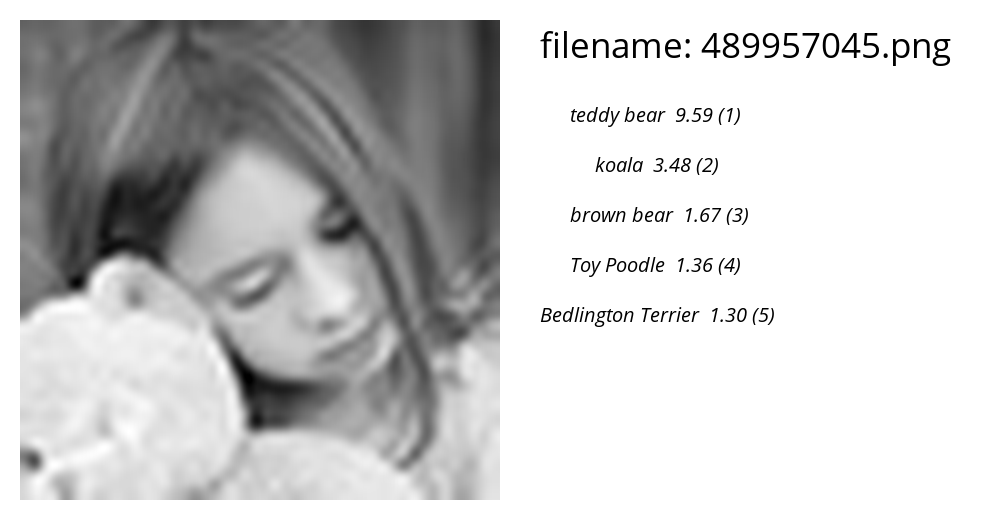 filename: 489957045.png
teddy bear 9.59 (1)
koala 3.48 (2)
brown bear 1.67 (3)
Toy Poodle 1.36 (4)
Bedlington Terrier 1.30 (5)